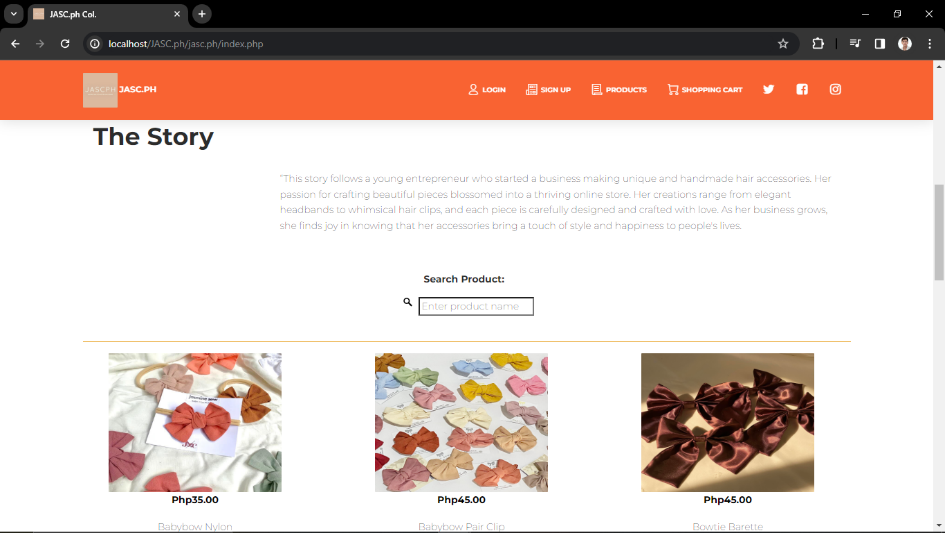 JASC.ph Col.
localhost/JASC.ph/jasc.ph/index.php
JASC.PH JASC.PH LOGIN SIGN UP PRODUCTS SHOPPING CART
The Story
"This story follows a young entrepreneur who started a business making unique and handmade hair accessories. Her
passion for crafting beautiful pieces blossomed into a thriving online store. Her creations range from elegant
headbands to whimsical hair clips, and each piece is carefully designed and crafted with love. As her business grows,
she finds joy in knowing that her accessories bring a touch of style and happiness to people's lives.
Search Product:
Enter product name
Php35.00 Php45.00 Php45.00
Babybow Nylon Babybow Pair Clip Bowtie Barette